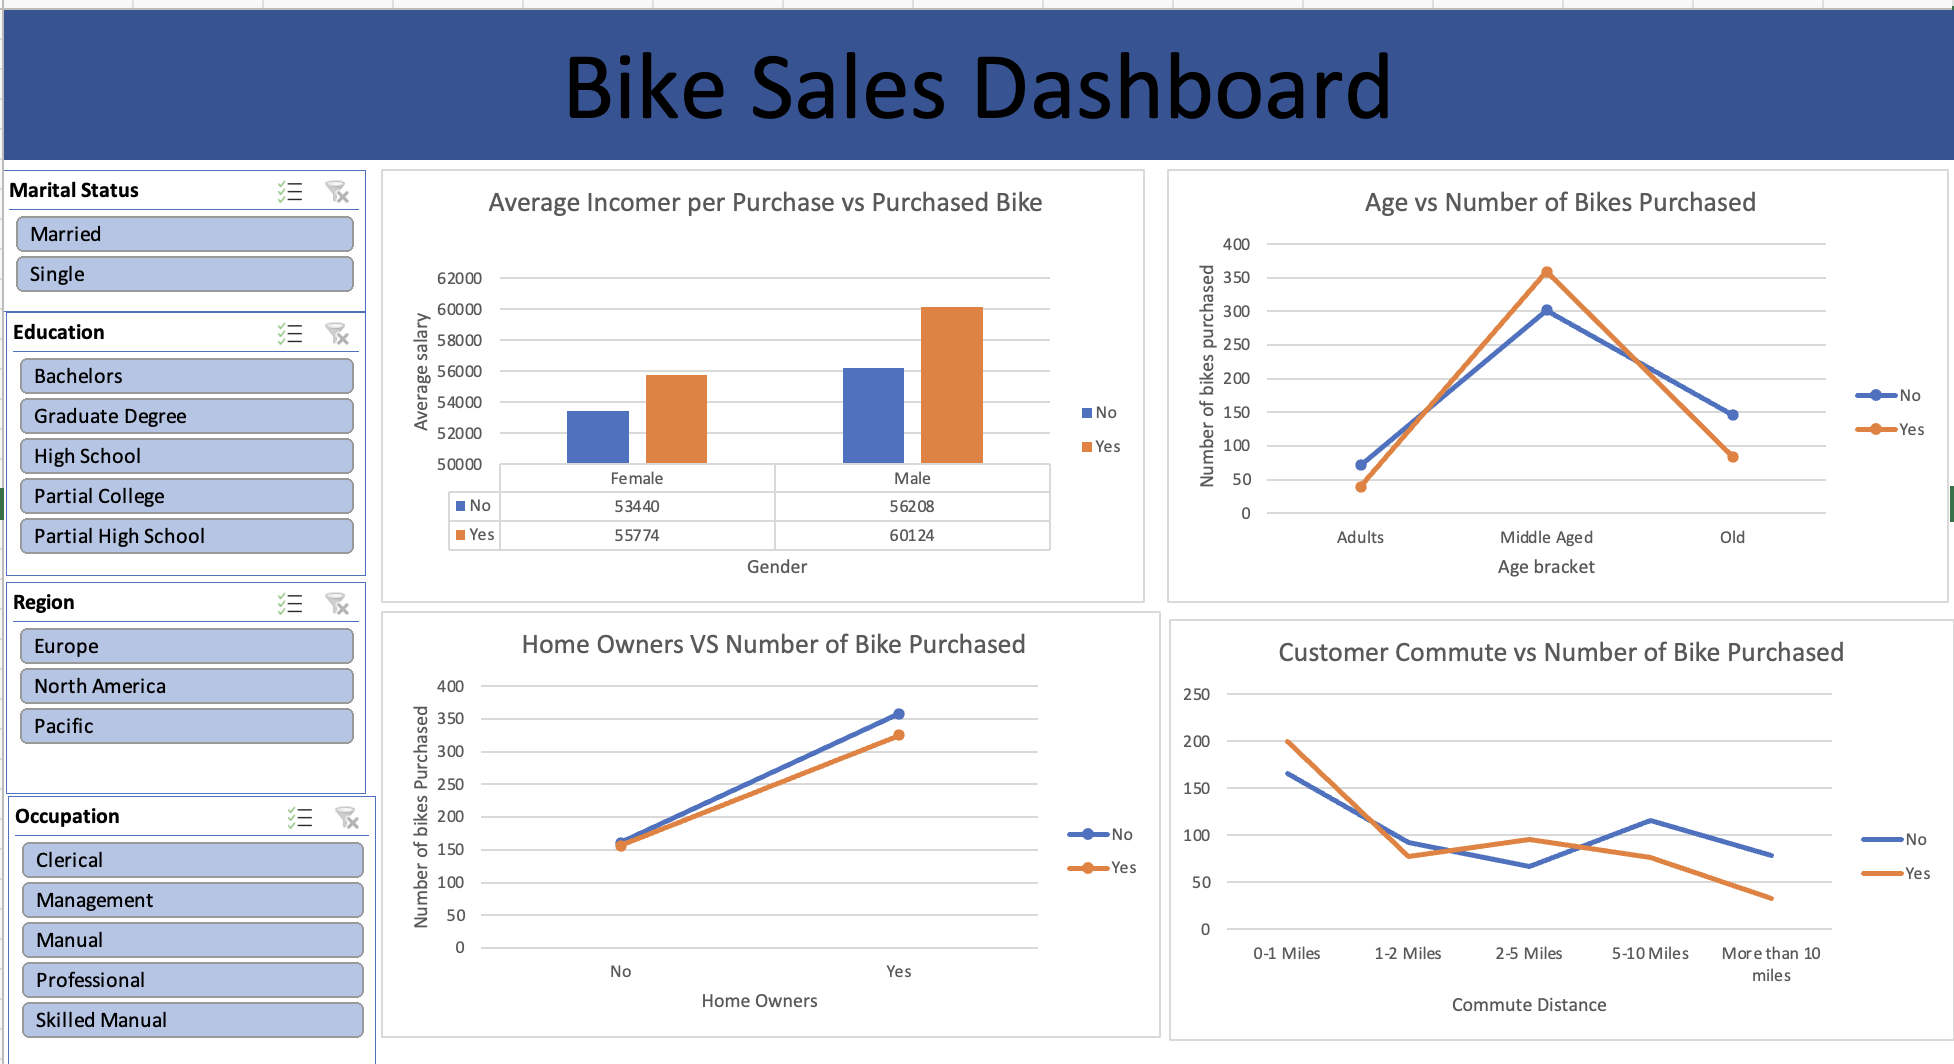 Bike Sales Dashboard
Marital Status
Married
Single
Education
Bachelors
Graduate Degree
High School
Partial College
Partial High School
Region
Europe
North America
Pacific
Occupation
Clerical
Management
Manual
Professional
Skilled Manual
Average Incomer per Purchase vs Purchased Bike
Average salary
62000
60000
58000
56000
54000
52000
50000
Female Male
No 53440 56208
Yes 55774 60124
Gender
No
Yes
Age vs Number of Bikes Purchased
Number of bikes purchased
400
350
300
250
200
150
100
50
0
Adults Middle Aged Old
Age bracket
No
Yes
Home Owners VS Number of Bike Purchased
Number of bikes Purchased
400
350
300
250
200
150
100
50
0
No Yes
Home Owners
No
Yes
Customer Commute vs Number of Bike Purchased
250
200
150
100
50
0
0-1 Miles 1-2 Miles 2-5 Miles 5-10 Miles More than 10
miles
Commute Distance
No
Yes